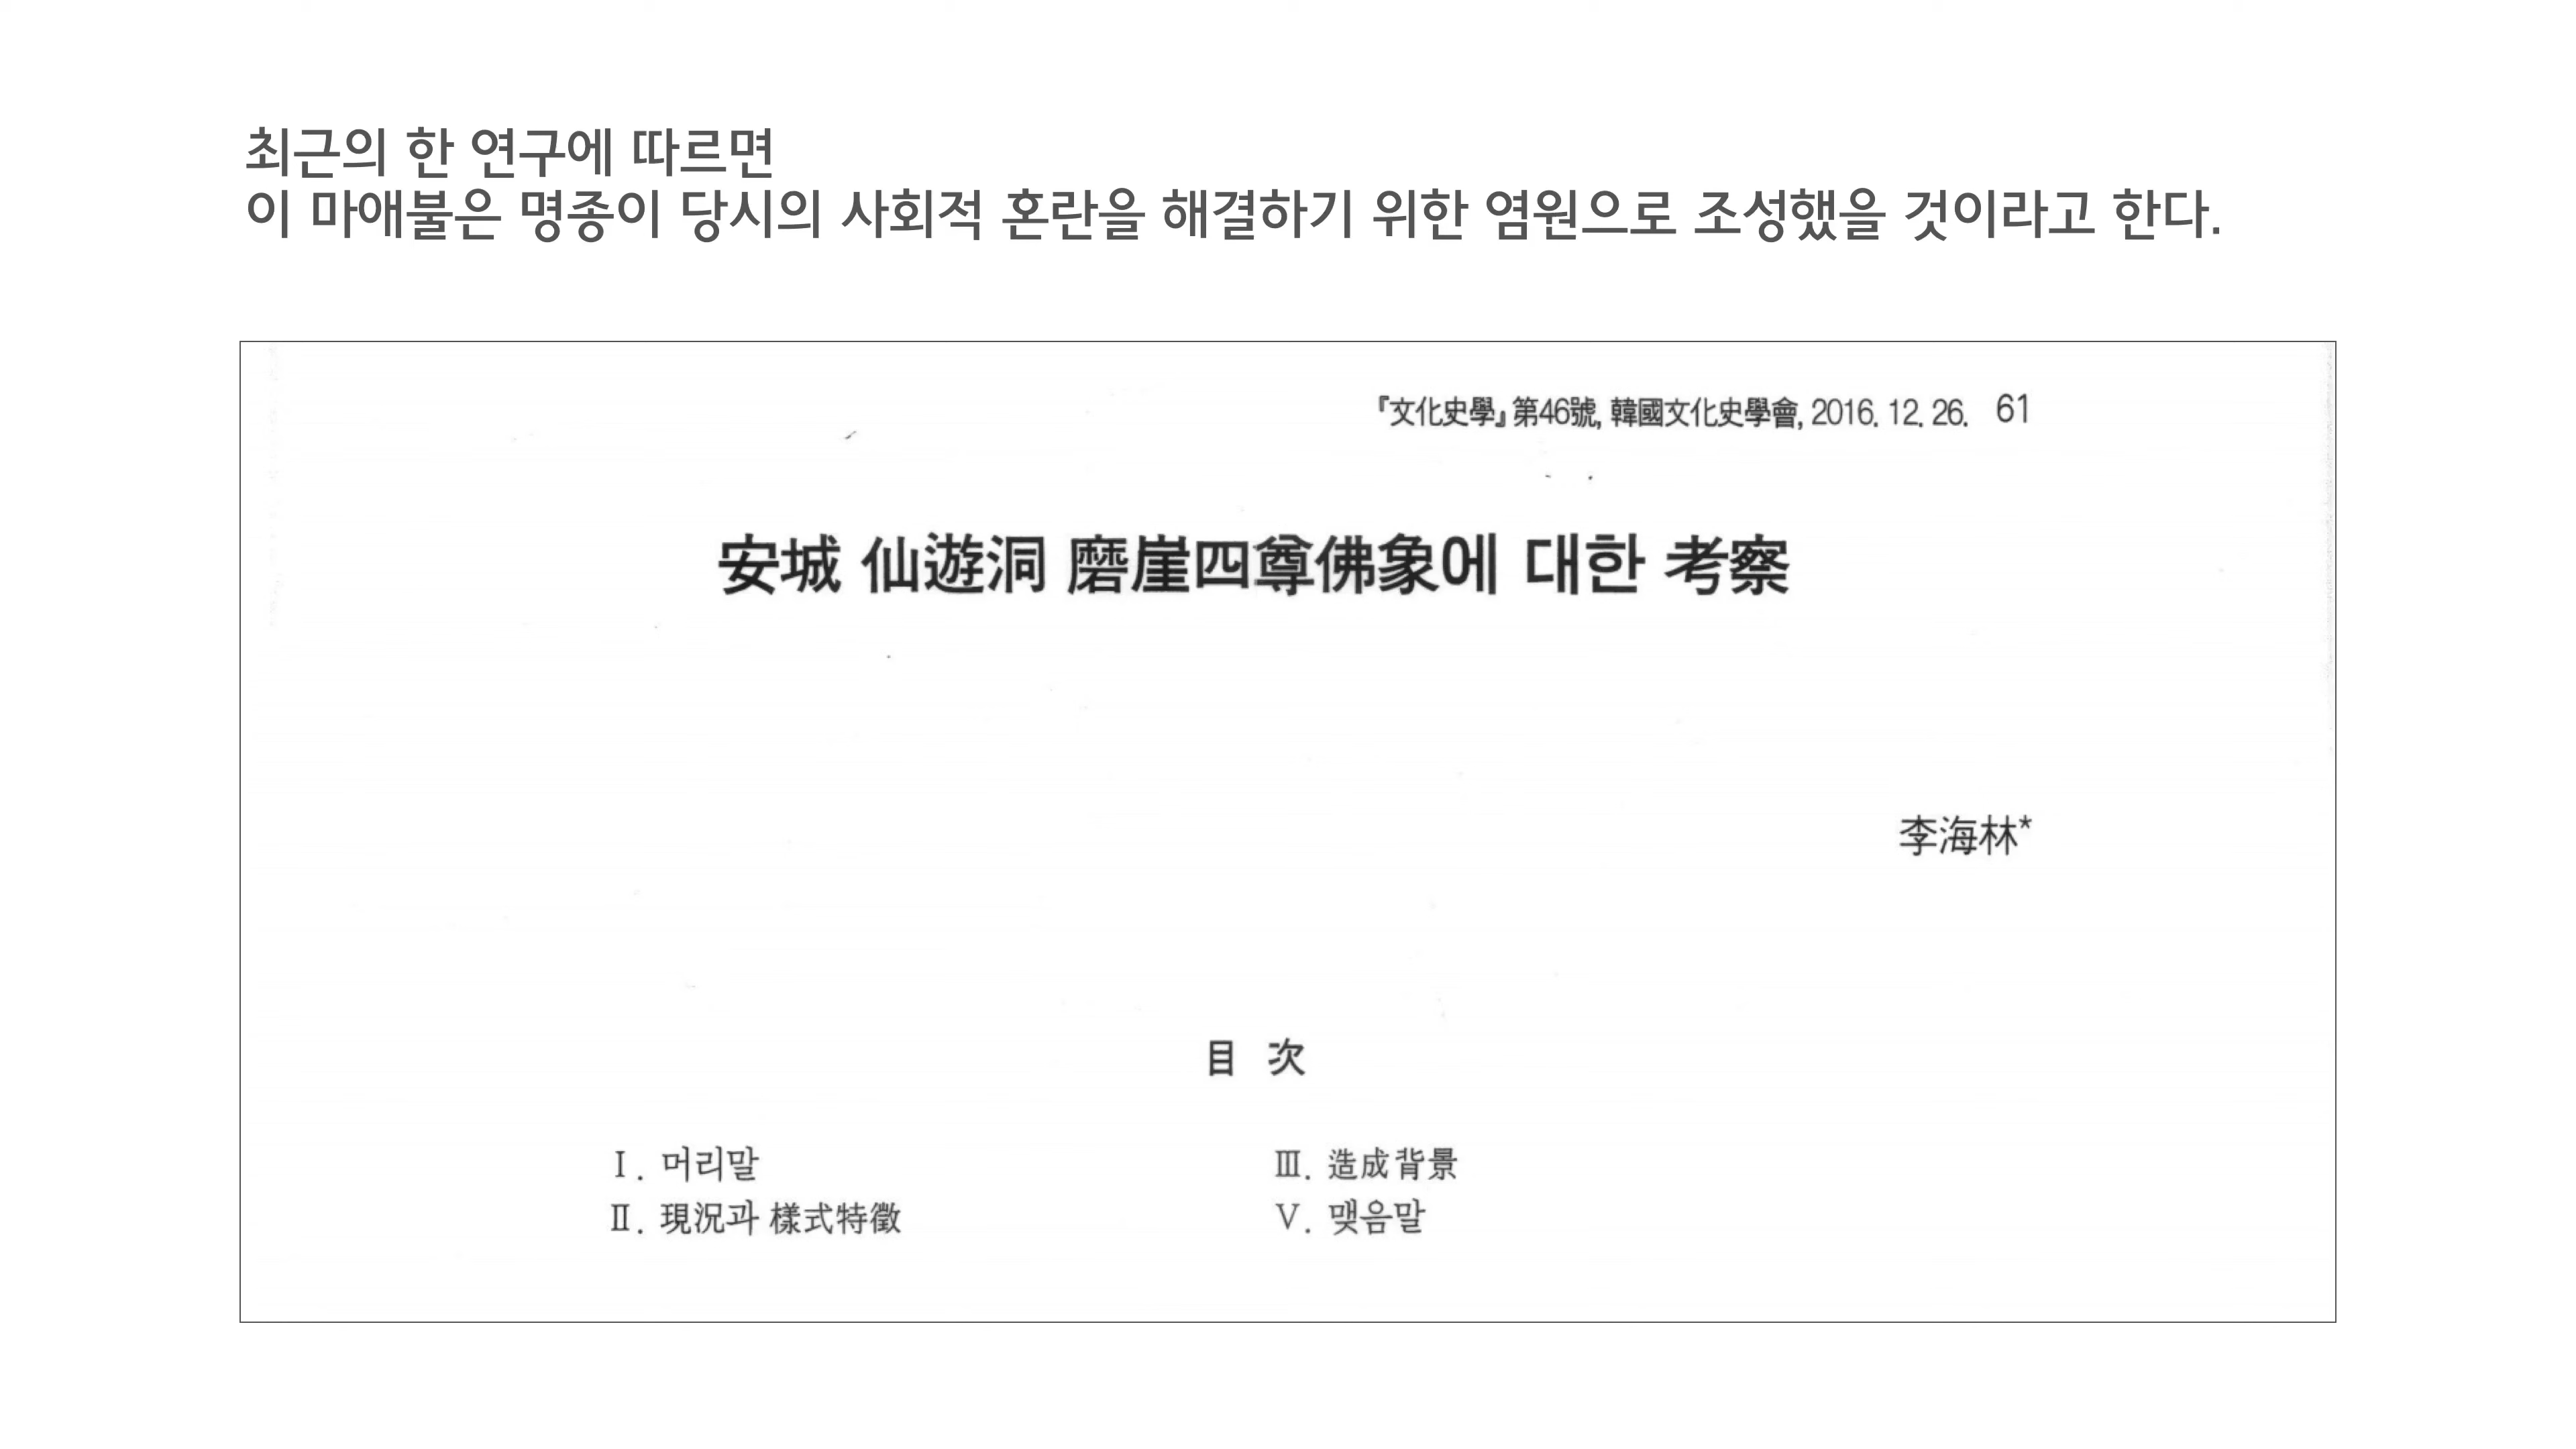 최근의 한 연구에 따르면
이 마애불은 명종이 당시의 사회적 혼란을 해결하기 위한 염원으로 조성했을 것이라고 한다.
『文化史學』 第46號, 韓國文化史學會, 2016. 12. 26. 61
安城 仙遊洞 磨崖四尊佛象에 대한 考察
李海林*
目 次
Ⅰ. 머리말
Ⅱ. 現況과 樣式特徵
Ⅲ. 造成背景
Ⅴ. 맺음말